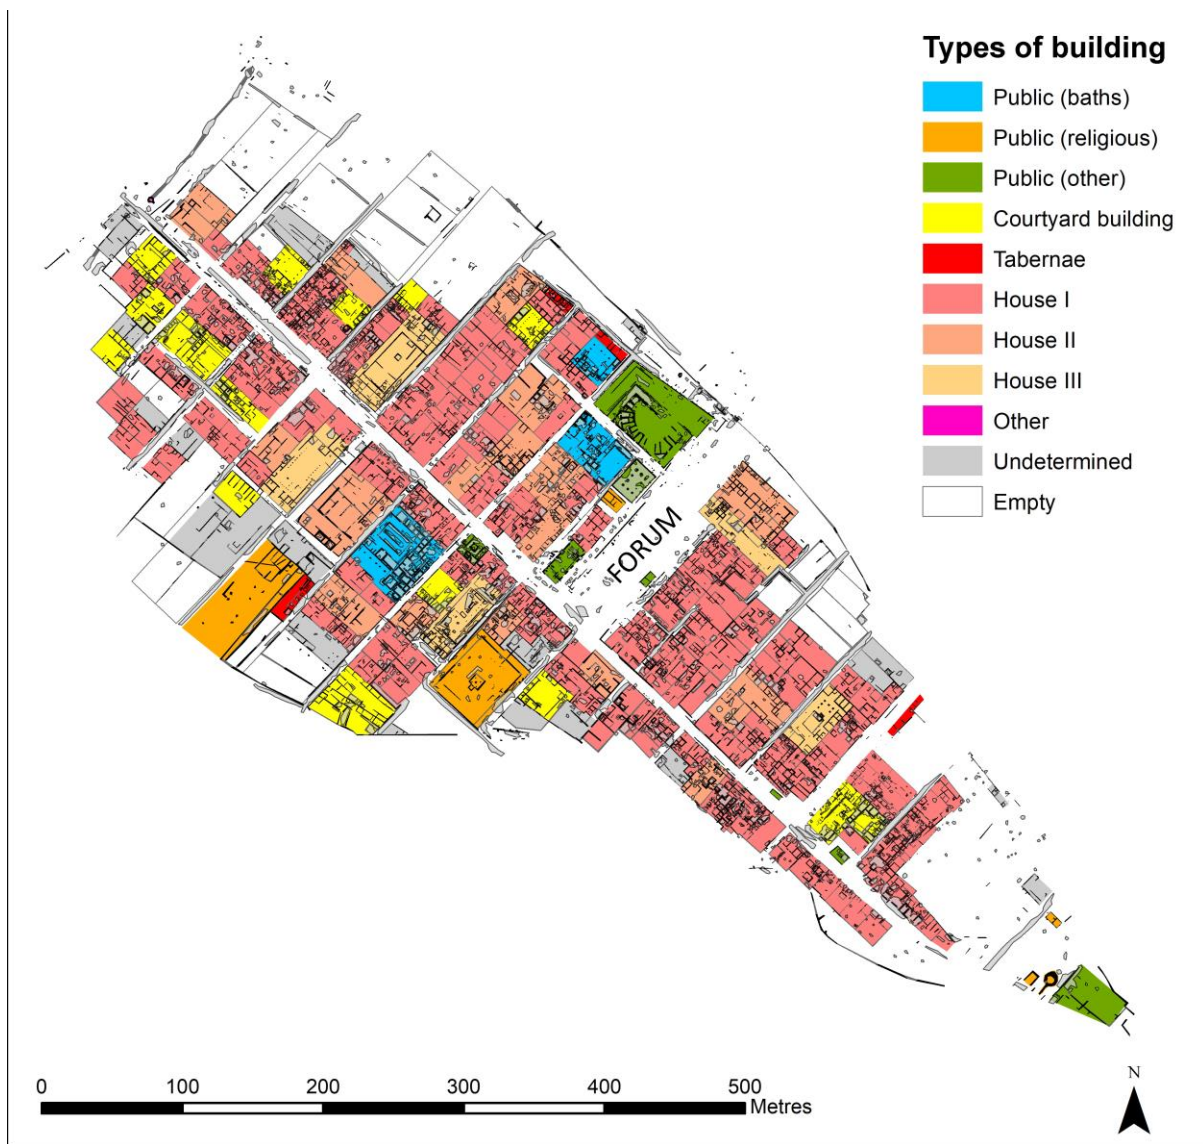 Types of building
Public (baths)
Public (religious)
Public (other)
Courtyard building
Tabernae
House I
House II
House III
Other
Undetermined
Empty
FORUM
0 100 200 300 400 500
Metres
N